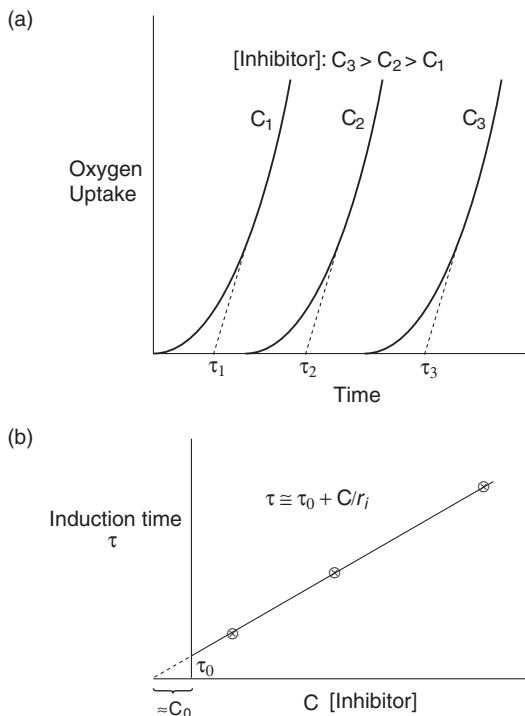 (a)
[Inhibitor]: C₃ > C₂ > C₁
C₁
C₂
C₃
Oxygen
Uptake
τ₁
τ₂
τ₃
Time
(b)
τ ≅ τ₀ + C/rᵢ
Induction time
τ
τ₀
≈C₀
C [Inhibitor]